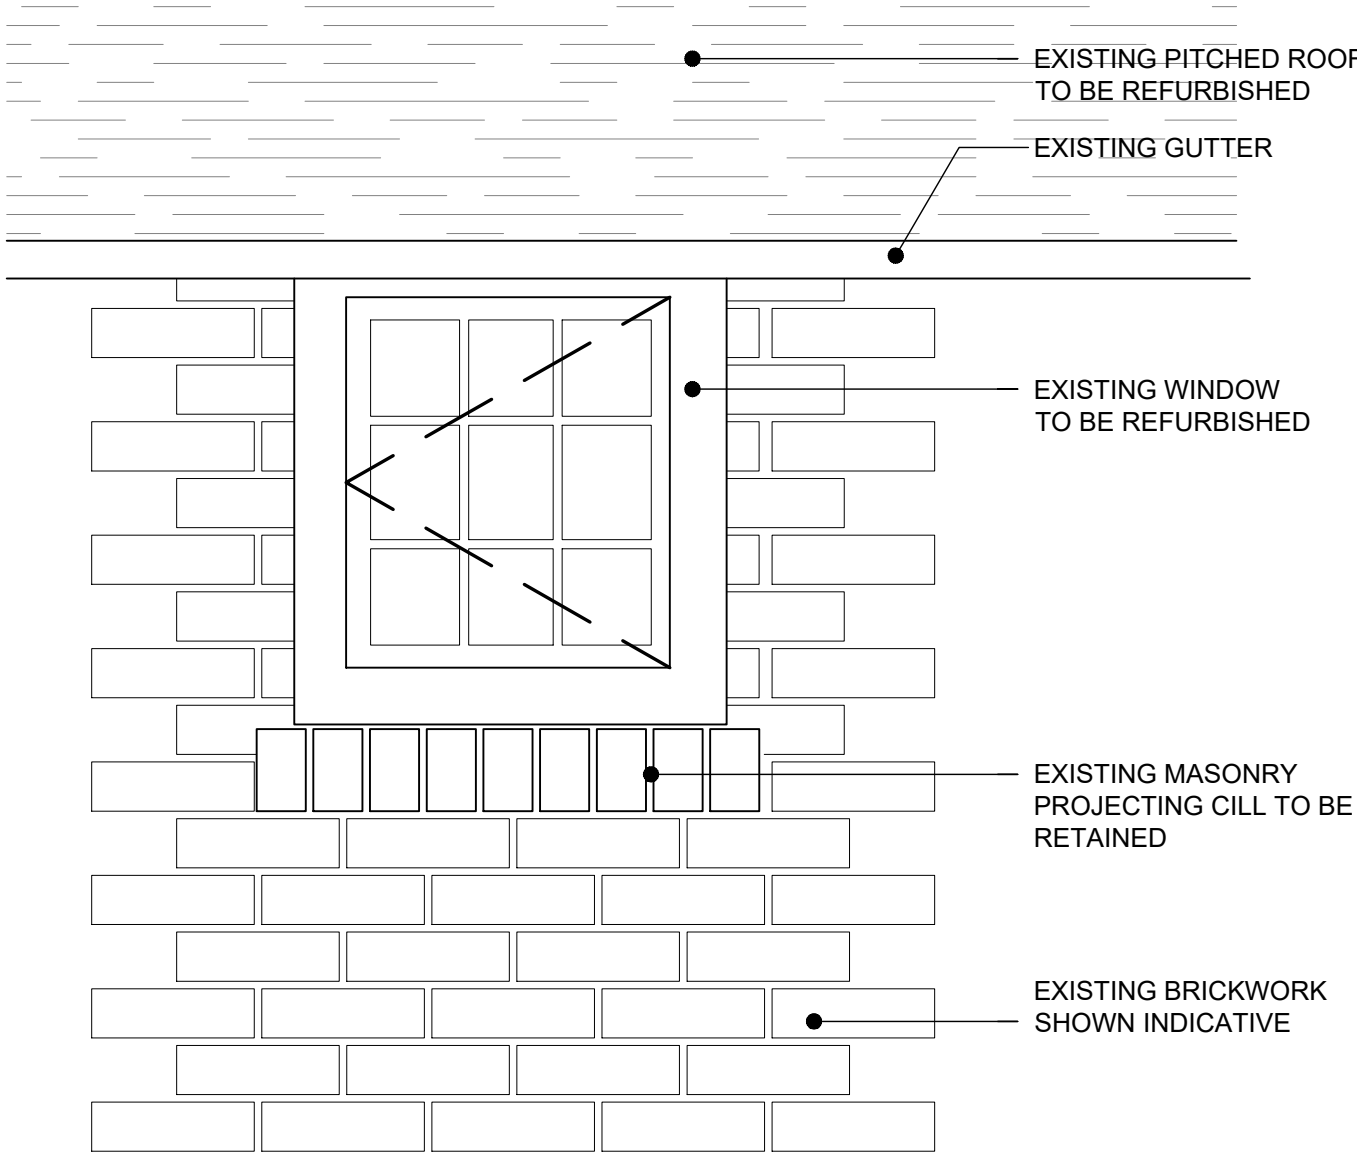 EXISTING PITCHED ROOF
TO BE REFURBISHED
EXISTING GUTTER
EXISTING WINDOW
TO BE REFURBISHED
EXISTING MASONRY
PROJECTING CILL TO BE
RETAINED
EXISTING BRICKWORK
SHOWN INDICATIVE